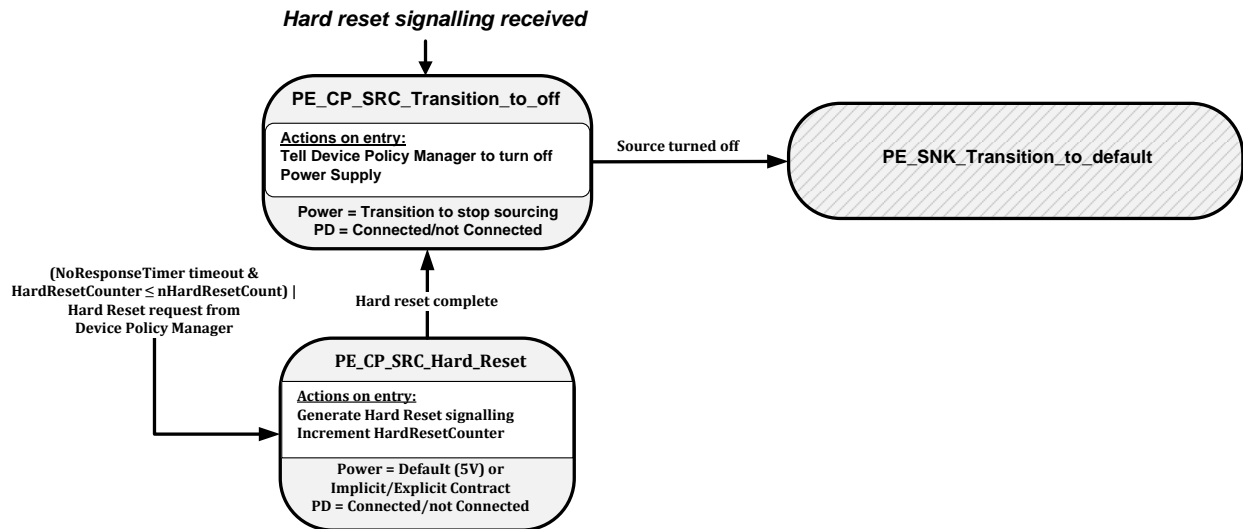 Hard reset signalling received
PE_CP_SRC_Transition_to_off
Actions on entry:
Tell Device Policy Manager to turn off
Power Supply
Power = Transition to stop sourcing
PD = Connected/not Connected
Source turned off
PE_SNK_Transition_to_default
(NoResponseTimer timeout &
HardResetCounter ≤ nHardResetCount) |
Hard Reset request from
Device Policy Manager
Hard reset complete
PE_CP_SRC_Hard_Reset
Actions on entry:
Generate Hard Reset signalling
Increment HardResetCounter
Power = Default (5V) or
Implicit/Explicit Contract
PD = Connected/not Connected